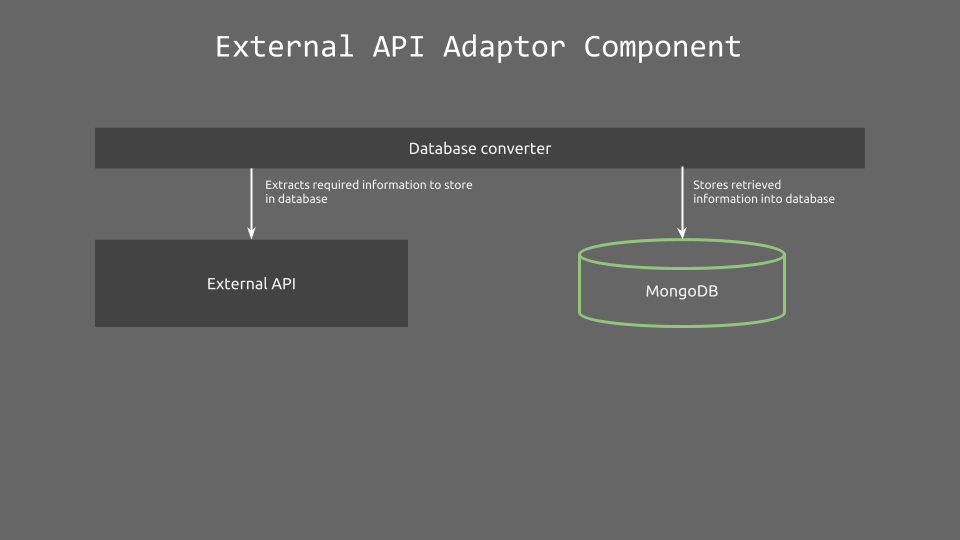 External API Adaptor Component
Database converter
Extracts required information to store
in database
Stores retrieved
information into database
External API
MongoDB